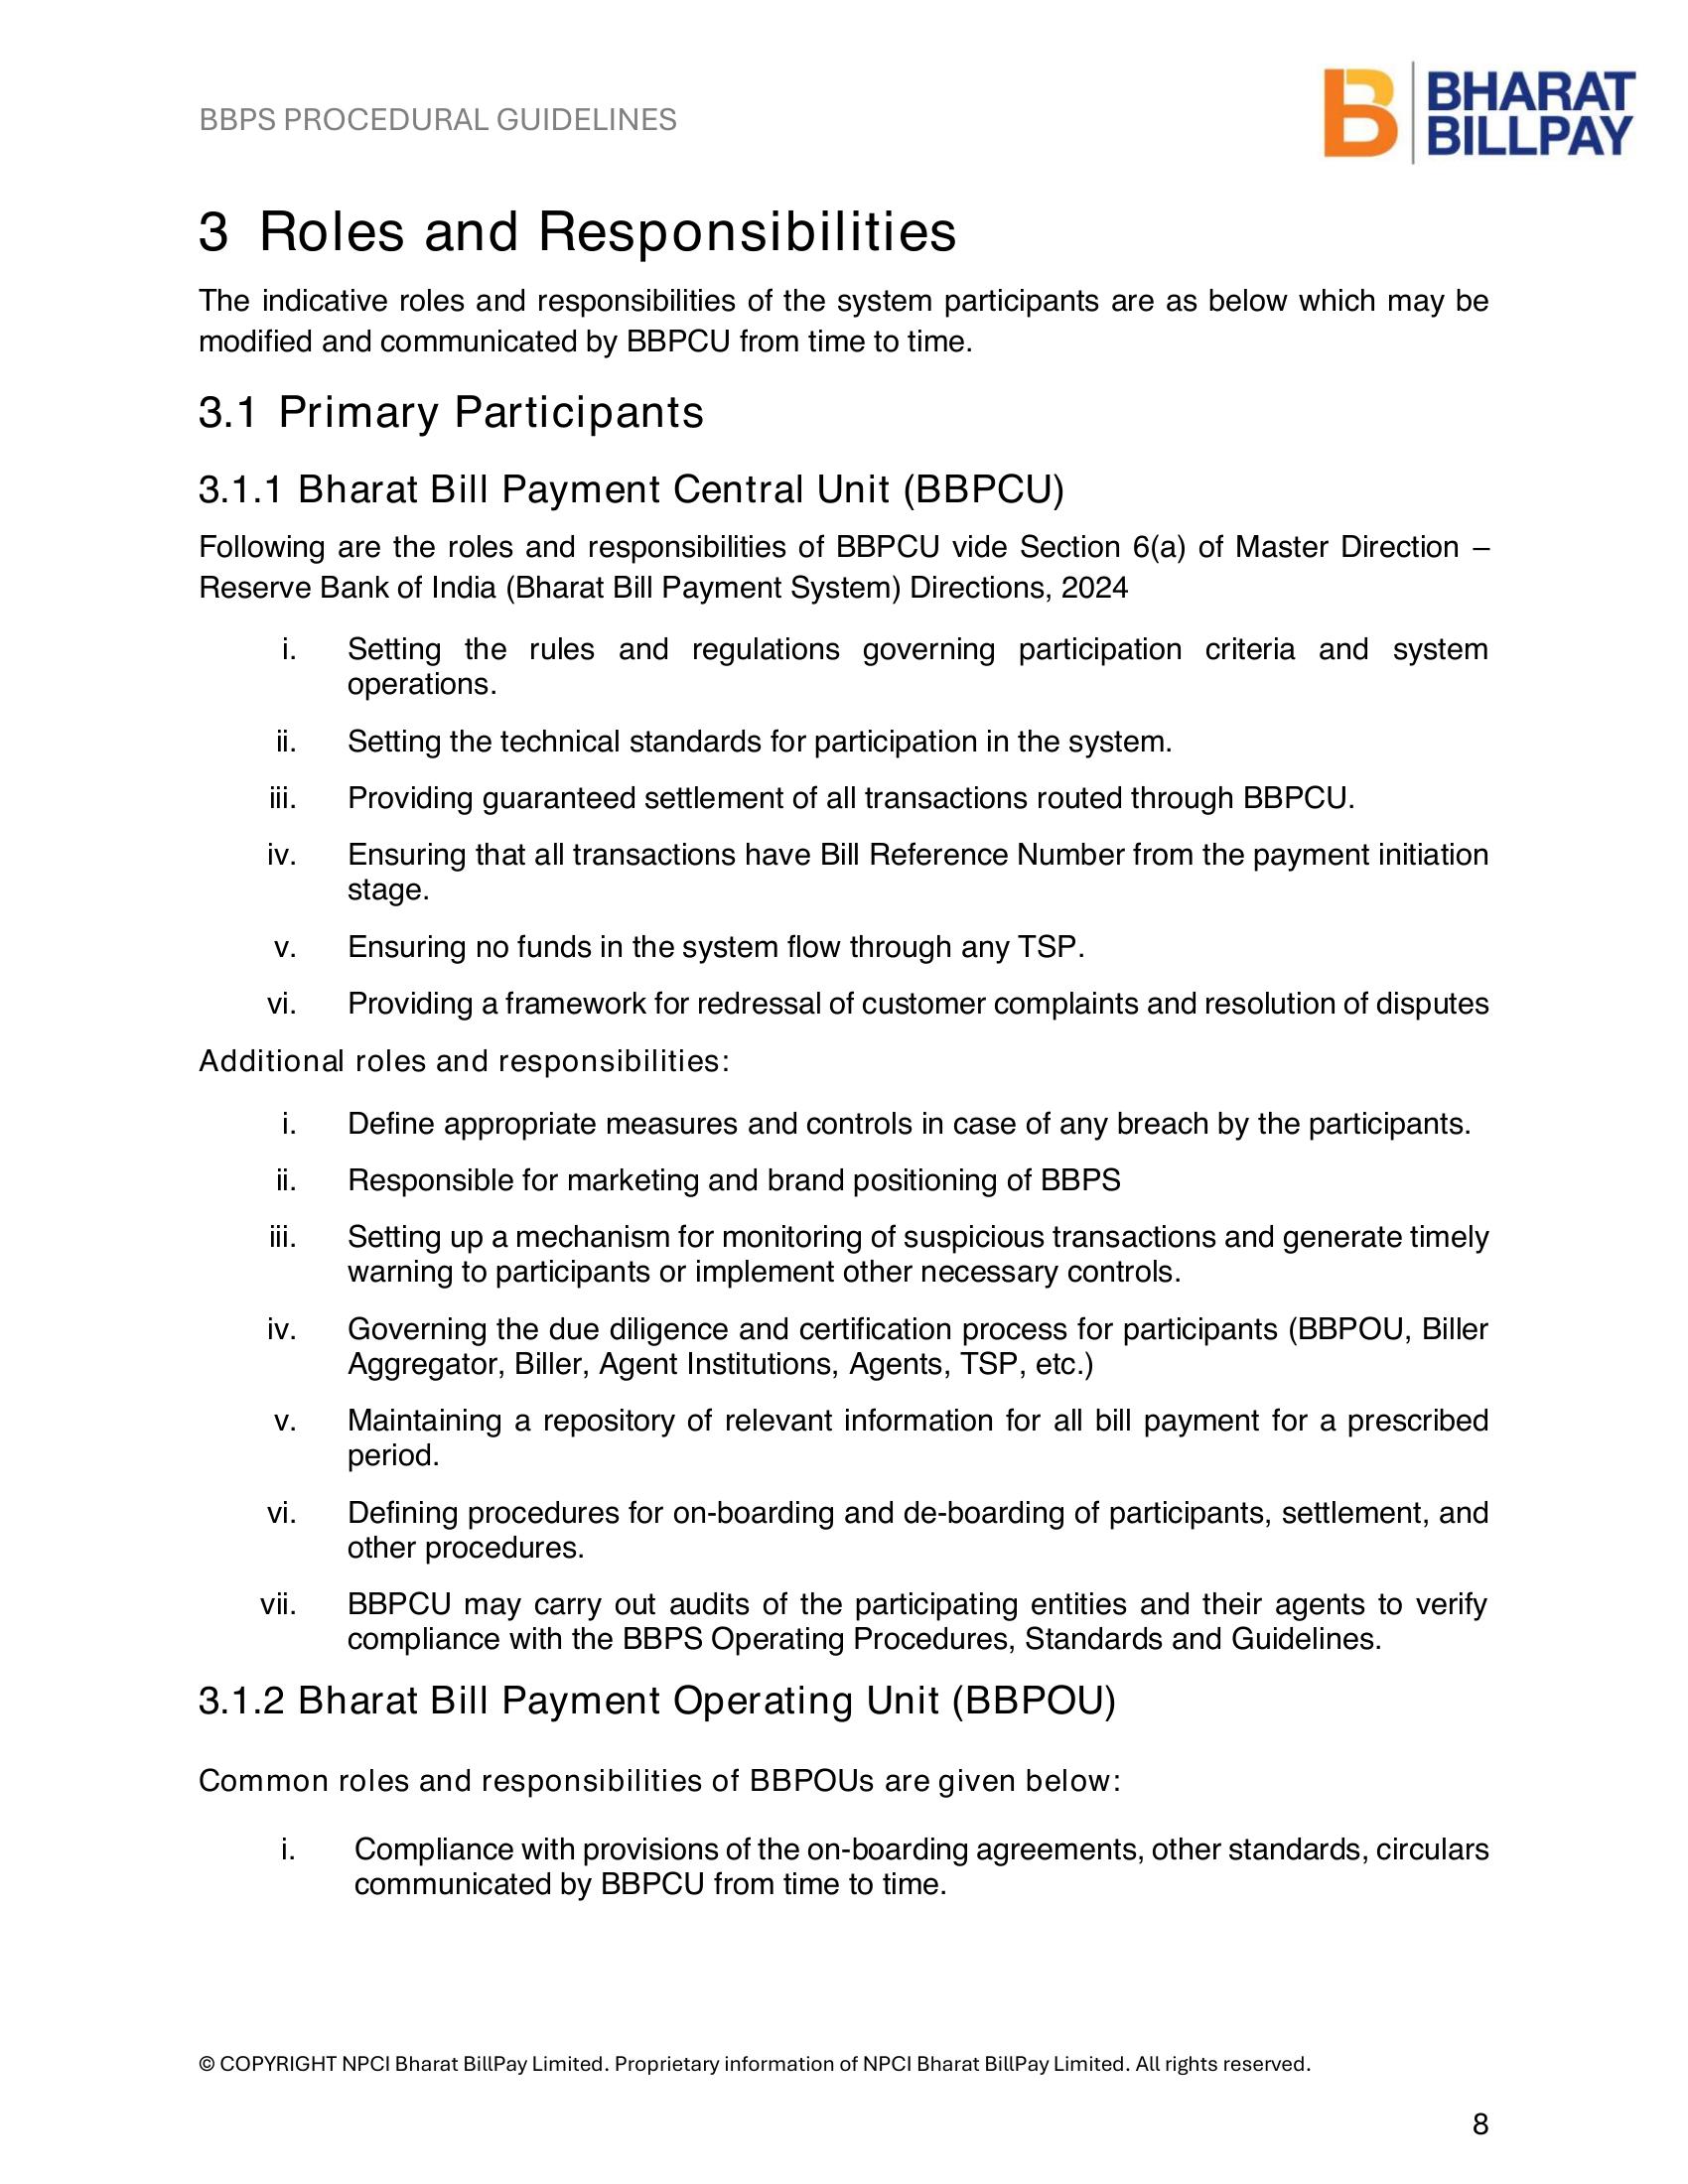 BBPS PROCEDURAL GUIDELINES
BHARAT
BILLPAY
3 Roles and Responsibilities
The indicative roles and responsibilities of the system participants are as below which may be
modified and communicated by BBPCU from time to time.
3.1 Primary Participants
3.1.1 Bharat Bill Payment Central Unit (BBPCU)
Following are the roles and responsibilities of BBPCU vide Section 6(a) of Master Direction –
Reserve Bank of India (Bharat Bill Payment System) Directions, 2024
i. Setting the rules and regulations governing participation criteria and system
operations.
ii. Setting the technical standards for participation in the system.
iii. Providing guaranteed settlement of all transactions routed through BBPCU.
iv. Ensuring that all transactions have Bill Reference Number from the payment initiation
stage.
v. Ensuring no funds in the system flow through any TSP.
vi. Providing a framework for redressal of customer complaints and resolution of disputes
Additional roles and responsibilities:
i. Define appropriate measures and controls in case of any breach by the participants.
ii. Responsible for marketing and brand positioning of BBPS
iii. Setting up a mechanism for monitoring of suspicious transactions and generate timely
warning to participants or implement other necessary controls.
iv. Governing the due diligence and certification process for participants (BBPOU, Biller
Aggregator, Biller, Agent Institutions, Agents, TSP, etc.)
v. Maintaining a repository of relevant information for all bill payment for a prescribed
period.
vi. Defining procedures for on-boarding and de-boarding of participants, settlement, and
other procedures.
vii. BBPCU may carry out audits of the participating entities and their agents to verify
compliance with the BBPS Operating Procedures, Standards and Guidelines.
3.1.2 Bharat Bill Payment Operating Unit (BBPOU)
Common roles and responsibilities of BBPOUs are given below:
i. Compliance with provisions of the on-boarding agreements, other standards, circulars
communicated by BBPCU from time to time.
© COPYRIGHT NPCI Bharat BillPay Limited. Proprietary information of NPCI Bharat BillPay Limited. All rights reserved.
8